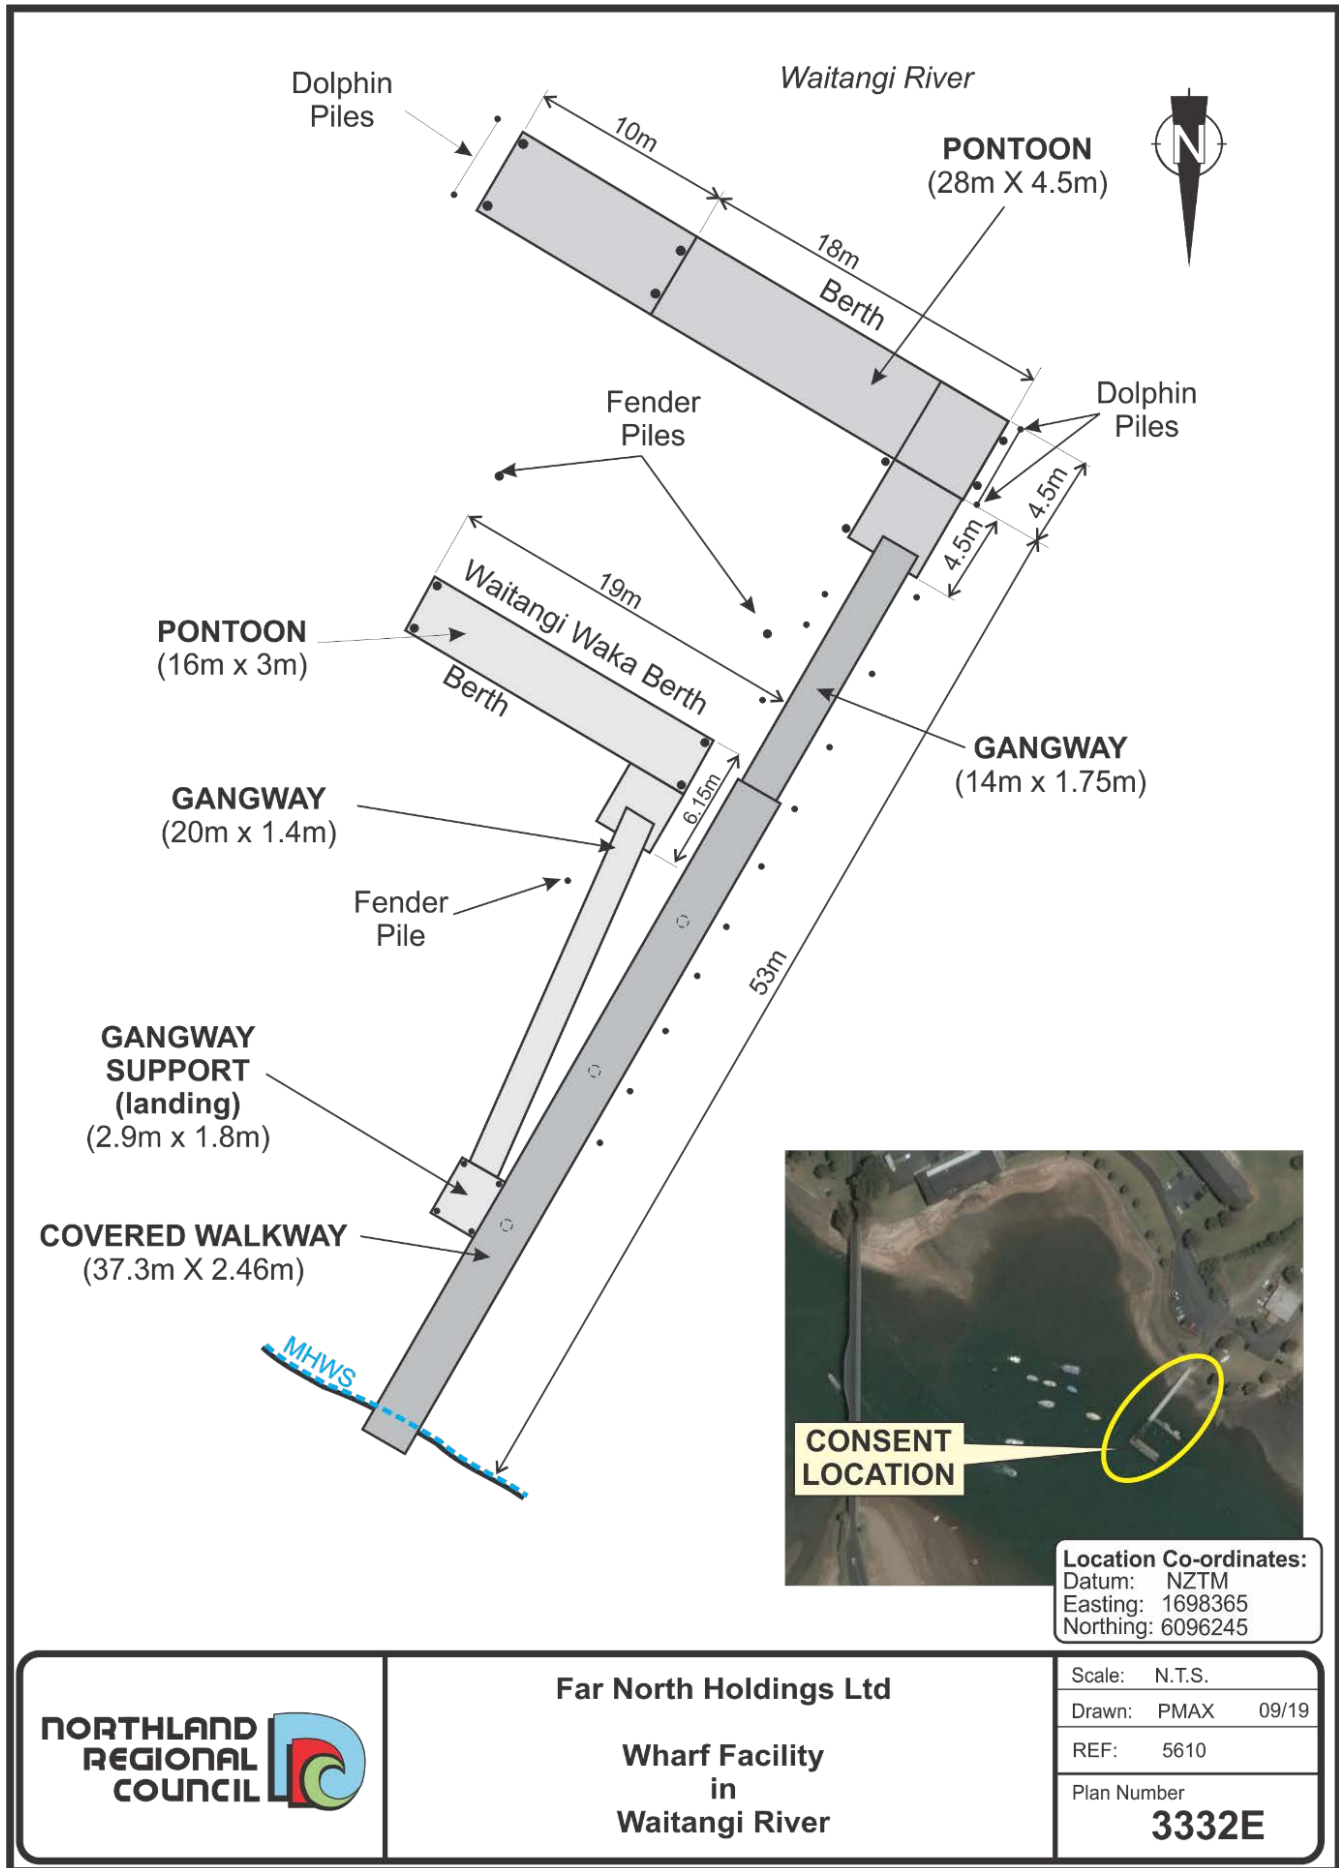 Waitangi River
Dolphin
Piles
10m
N
PONTOON
(28m X 4.5m)
18m
Berth
Fender
Piles
Dolphin
Piles
4.5m
4.5m
19m
Waitangi Waka Berth
PONTOON
(16m x 3m)
Berth
GANGWAY
(14m x 1.75m)
GANGWAY
(20m x 1.4m)
6.15m
Fender
Pile
53m
GANGWAY
SUPPORT
(landing)
(2.9m x 1.8m)
COVERED WALKWAY
(37.3m X 2.46m)
MHWS
CONSENT
LOCATION
Location Co-ordinates:
Datum: NZTM
Easting: 1698365
Northing: 6096245
NORTHLAND
REGIONAL
COUNCIL
Far North Holdings Ltd
Wharf Facility
in
Waitangi River
Scale: N.T.S.
Drawn: PMAX 09/19
REF: 5610
Plan Number
3332E